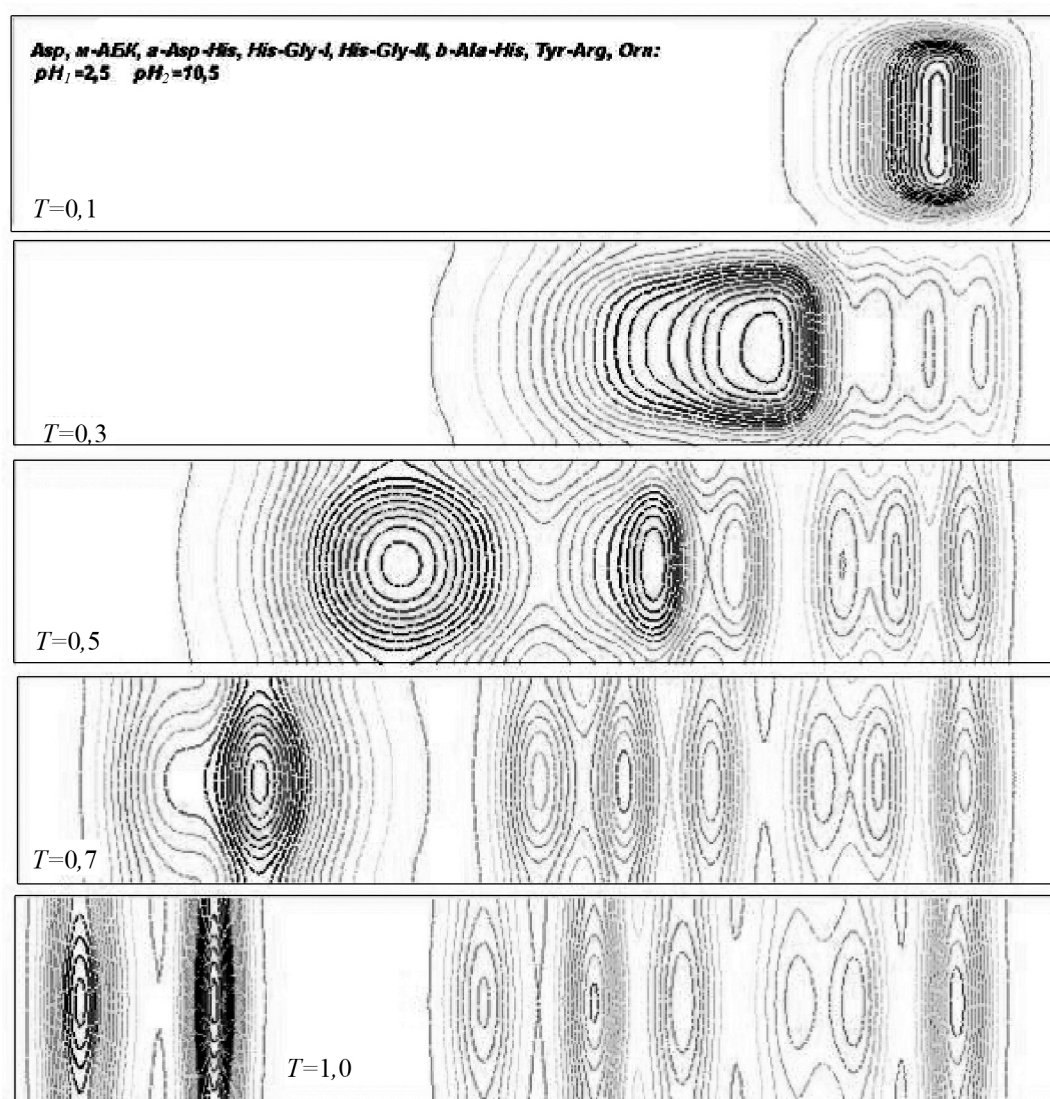 Asp, м-АБК, a-Asp-His, His-Gly-I, His-Gly-II, b-Ala-His, Tyr-Arg, Orn:
pH₁=2,5 pH₂=10,5
T=0,1
T=0,3
T=0,5
T=0,7
T=1,0